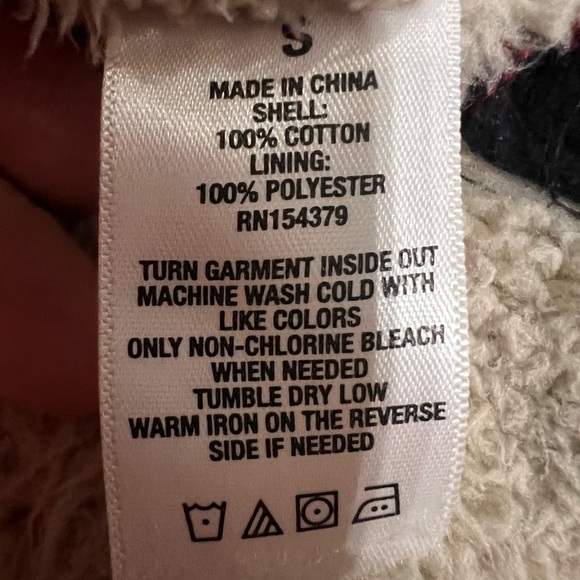 S
MADE IN CHINA
SHELL:
100% COTTON
LINING:
100% POLYESTER
RN154379
TURN GARMENT INSIDE OUT
MACHINE WASH COLD WITH
LIKE COLORS
ONLY NON-CHLORINE BLEACH
WHEN NEEDED
TUMBLE DRY LOW
WARM IRON ON THE REVERSE
SIDE IF NEEDED